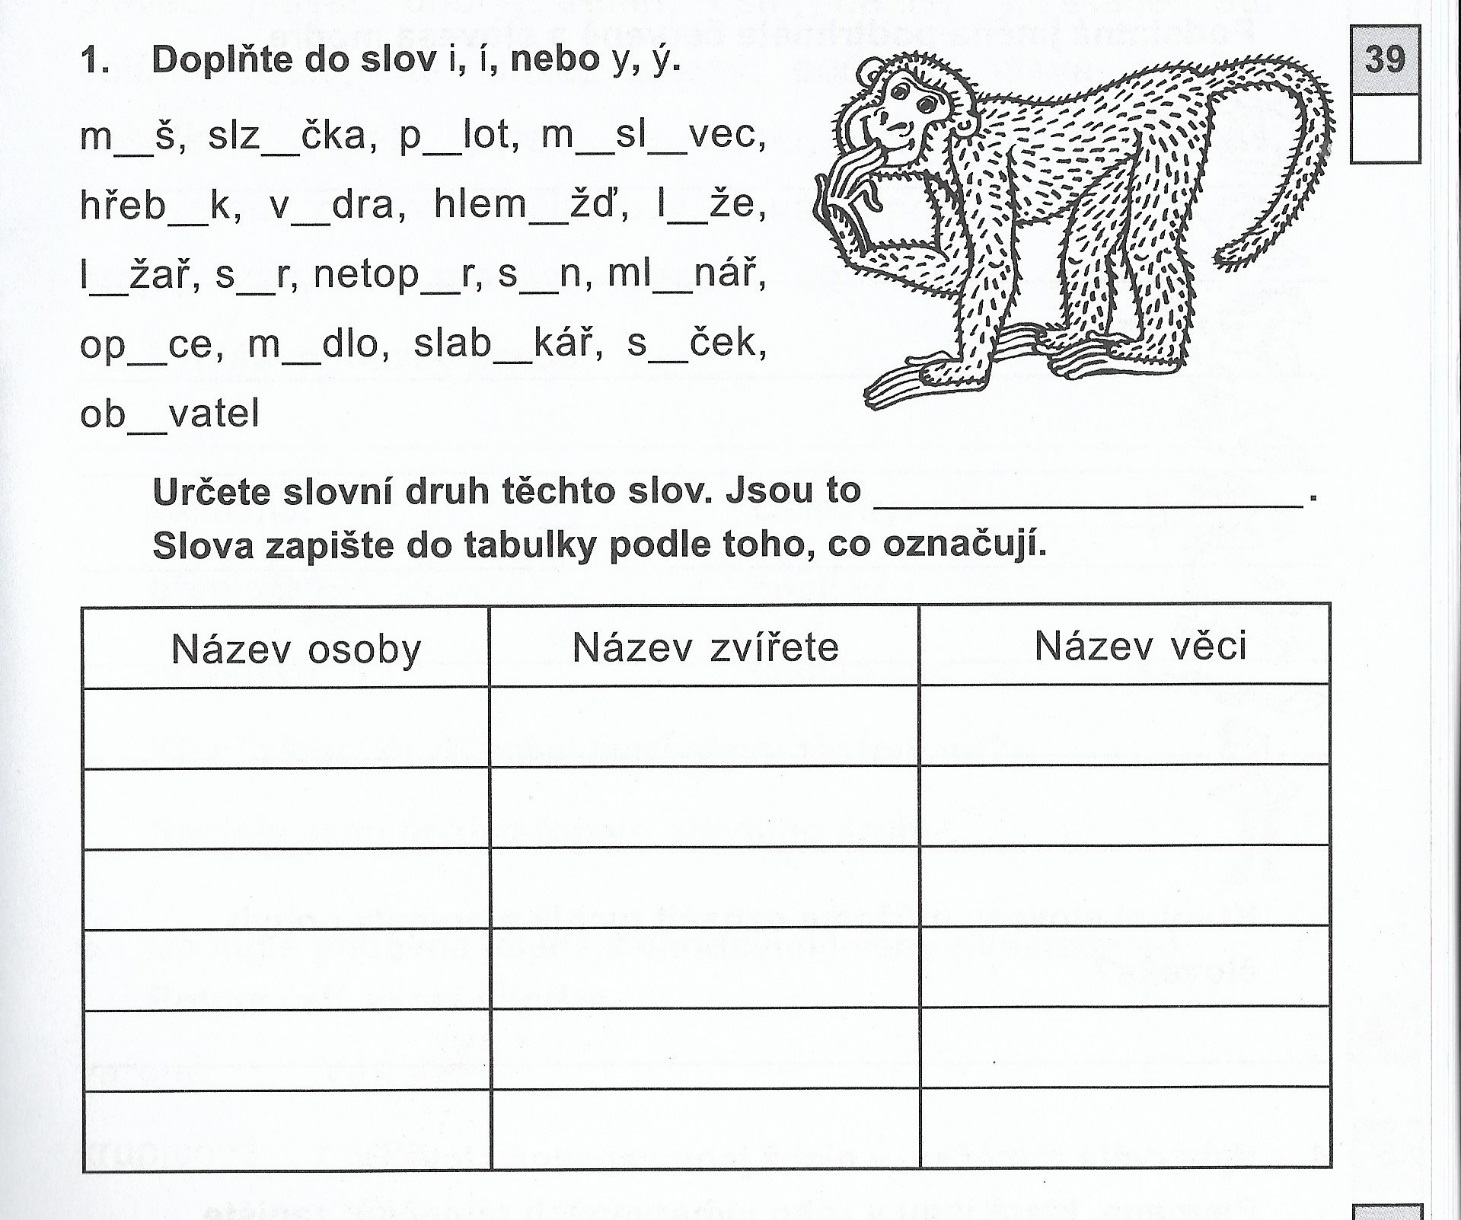 1. Doplňte do slov i, í, nebo y, ý.
39
m__š, slz__čka, p__lot, m__sl__vec,
hřeb__k, v__dra, hlem__žď, l__že,
l__žař, s__r, netop__r, s__n, ml__nář,
op__ce, m__dlo, slab__kář, s__ček,
ob__vatel
Určete slovní druh těchto slov. Jsou to ____________________.
Slova zapište do tabulky podle toho, co označují.
Název osoby Název zvířete Název věci